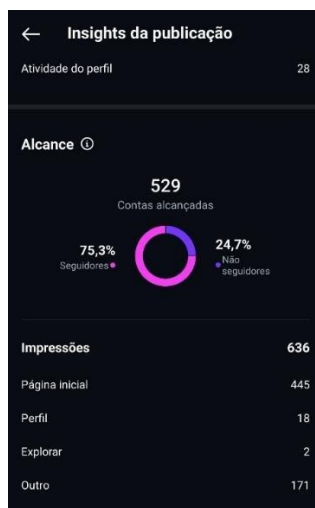 Insights da publicação
Atividade do perfil 28
Alcance
529
Contas alcançadas
75,3%
Seguidores
24,7%
Não
seguidores
Impressões 636
Página inicial 445
Perfil 18
Explorar 2
Outro 171